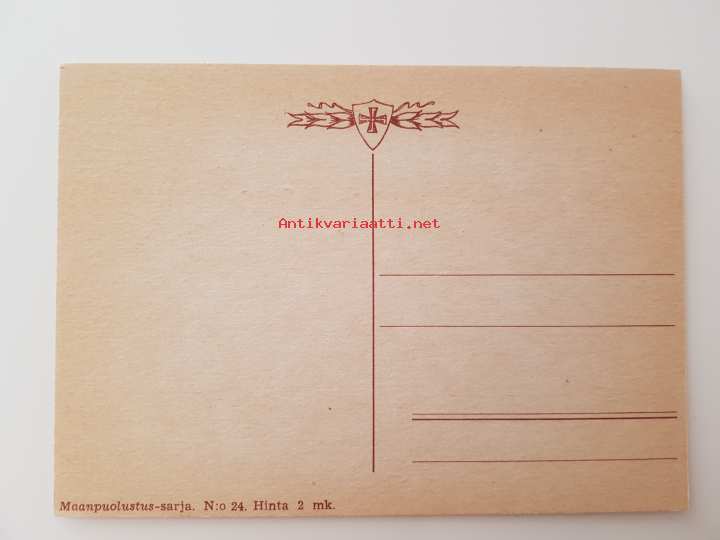 Antikvariaatti.net
Maanpuolustus-sarja. N:o 24. Hinta 2 mk.